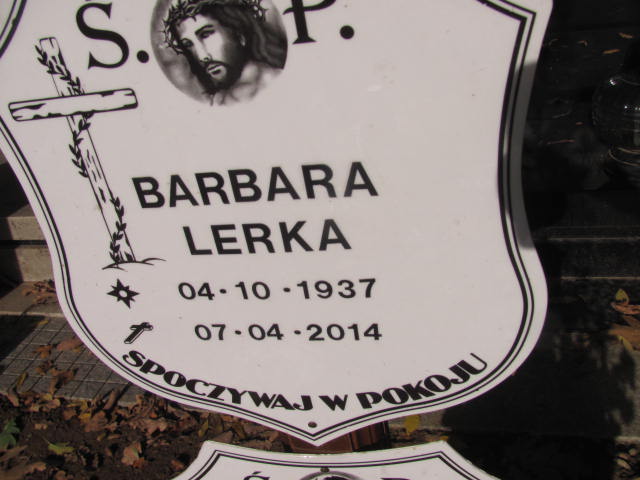 Ś. P.
BARBARA
LERKA
04·10·1937
07·04·2014
SPOCZYWAJ W POKOJU
Ś P